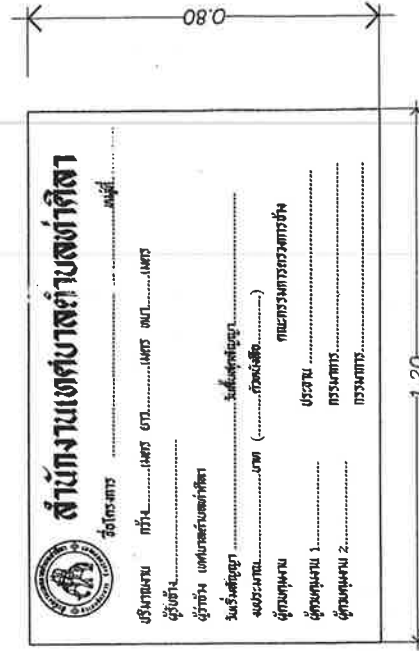 สำนักงานเทศบาลตำบลท่าศิลา
ชื่อโครงการ ........................ หมู่ที่ ............
ปริมาณงาน กว้าง..........เมตร ยาว..........เมตร หนา..........เมตร
ผู้รับจ้าง..............................
ผู้ว่าจ้าง เทศบาลตำบลท่าศิลา
วันเริ่มสัญญา .............................. วันสิ้นสุดสัญญา..............................
งบประมาณ....................บาท (..........ตัวหนังสือ..........)
ผู้ควบคุมงาน คณะกรรมการตรวจการจ้าง
ผู้ควบคุมงาน 1.................... ประธาน ..............................
ผู้ควบคุมงาน 2.................... กรรมการ..............................
กรรมการ..............................
0.80
1.20